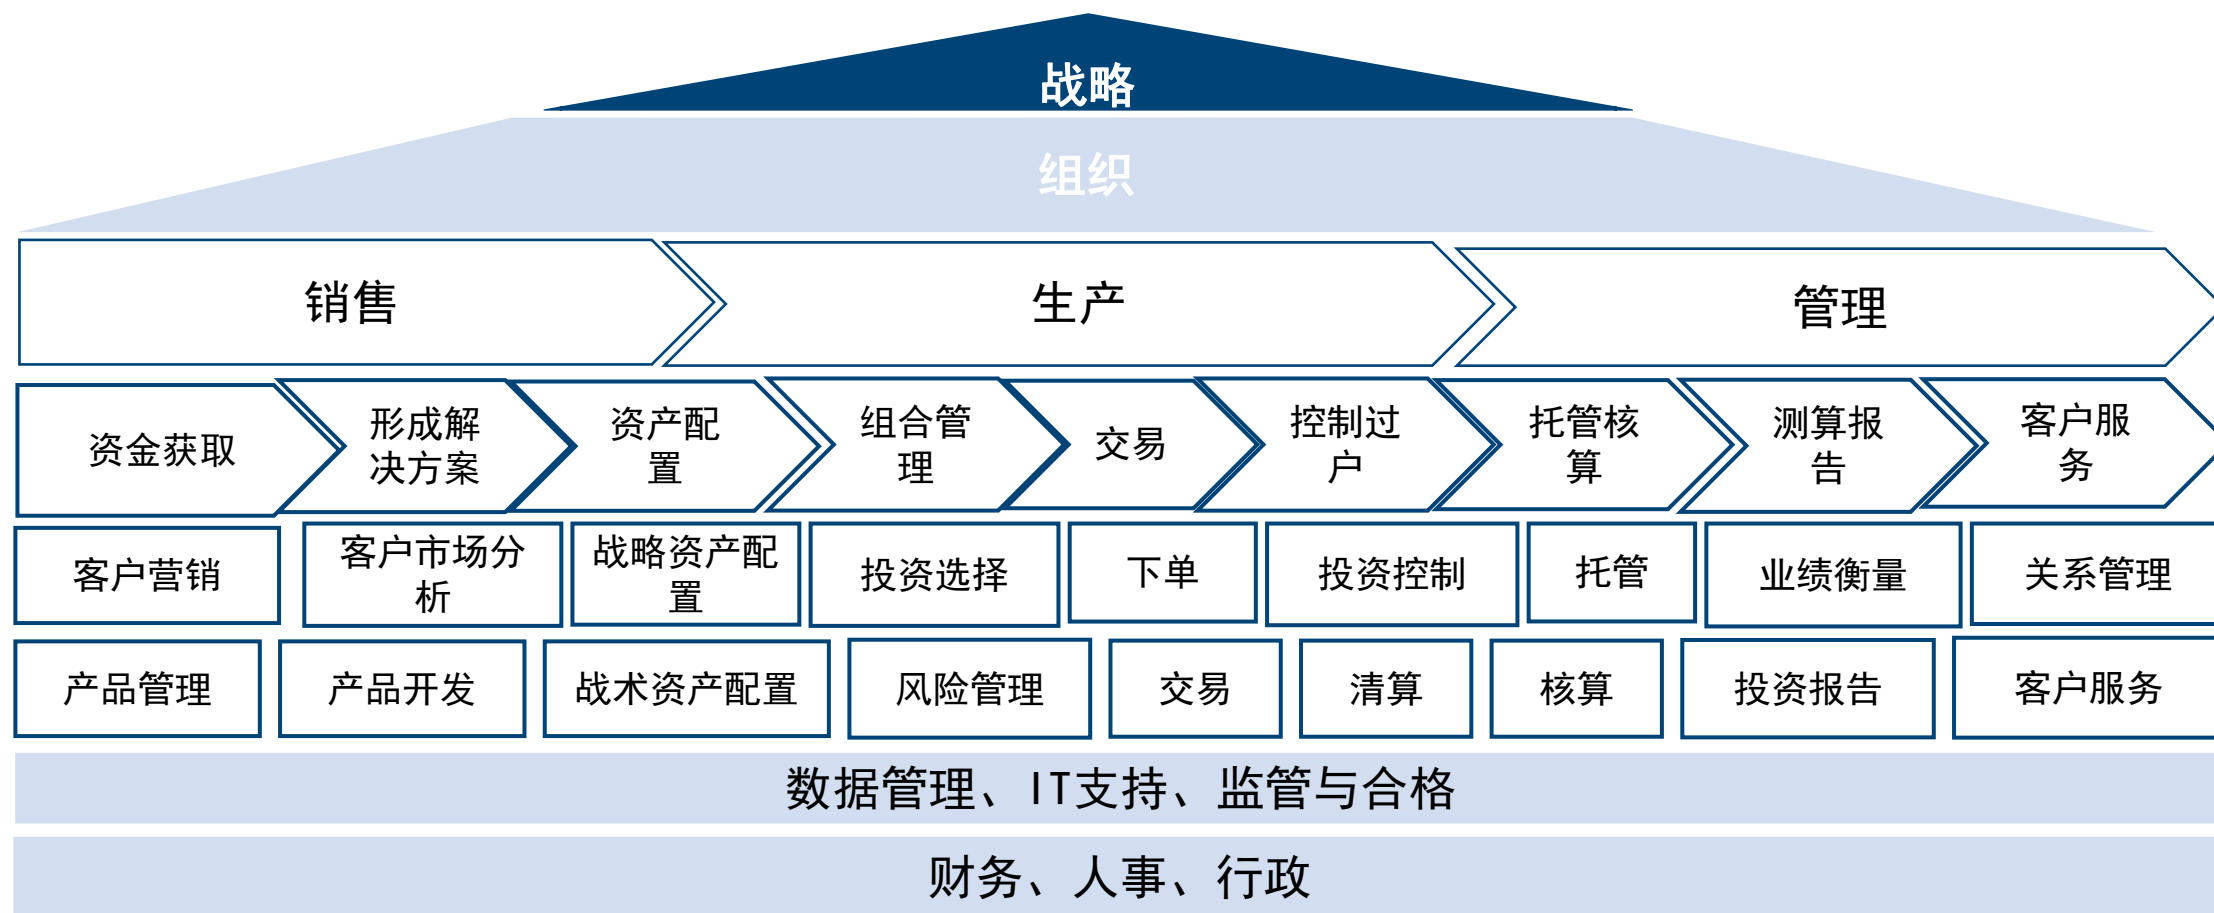 战略
组织
销售
生产
管理
资金获取
形成解
决方案
资产配
置
组合管
理
交易
控制过
户
托管核
算
测算报
告
客户服
务
客户营销
客户市场分
析
战略资产配
置
投资选择
下单
投资控制
托管
业绩衡量
关系管理
产品管理
产品开发
战术资产配置
风险管理
交易
清算
核算
投资报告
客户服务
数据管理、IT支持、监管与合格
财务、人事、行政